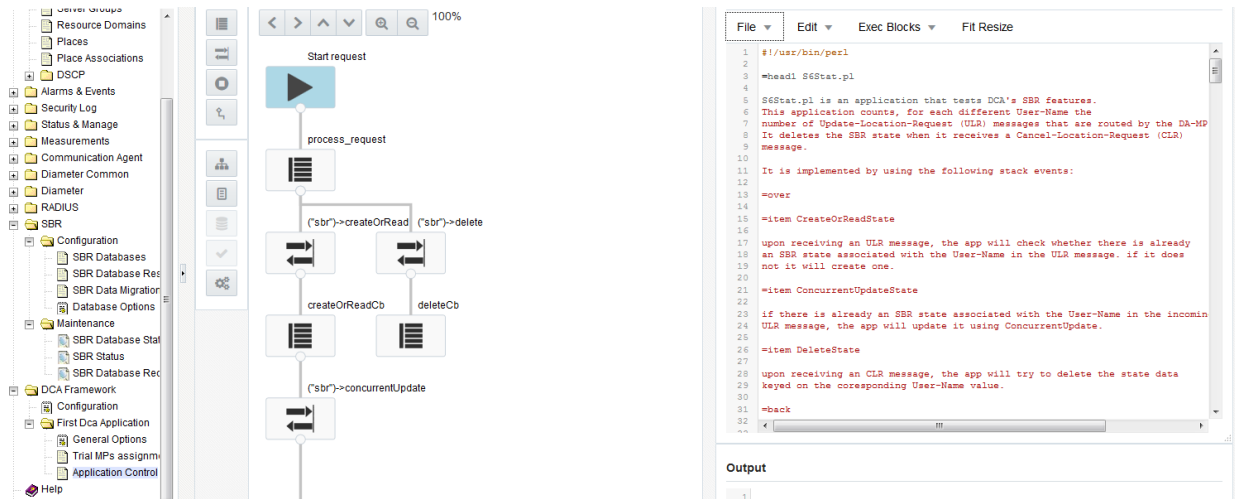 Server Groups
Resource Domains
Places
Place Associations
DSCP
Alarms & Events
Security Log
Status & Manage
Measurements
Communication Agent
Diameter Common
Diameter
RADIUS
SBR
Configuration
SBR Databases
SBR Database Res
SBR Data Migration
Database Options
Maintenance
SBR Database Stat
SBR Status
SBR Database Rec
DCA Framework
Configuration
First Dca Application
General Options
Trial MPs assignm
Application Control
Help
100%
Start request
process_request
("sbr")->createOrRead ("sbr")->delete
createOrReadCb deleteCb
("sbr")->concurrentUpdate
File Edit Exec Blocks Fit Resize
1 #!/usr/bin/perl
2
3 =head1 S6Stat.pl
4
5 S6Stat.pl is an application that tests DCA's SBR features.
6 This application counts, for each different User-Name the
7 number of Update-Location-Request (ULR) messages that are routed by the DA-MP
8 It deletes the SBR state when it receives a Cancel-Location-Request (CLR)
9 message.
10
11 It is implemented by using the following stack events:
12
13 =over
14
15 =item CreateOrReadState
16
17 upon receiving an ULR message, the app will check whether there is already
18 an SBR state associated with the User-Name in the ULR message. if it does
19 not it will create one.
20
21 =item ConcurrentUpdateState
22
23 if there is already an SBR state associated with the User-Name in the incomin
24 ULR message, the app will update it using ConcurrentUpdate.
25
26 =item DeleteState
27
28 upon receiving an CLR message, the app will try to delete the state data
29 keyed on the coresponding User-Name value.
30
31 =back
32
Output
1